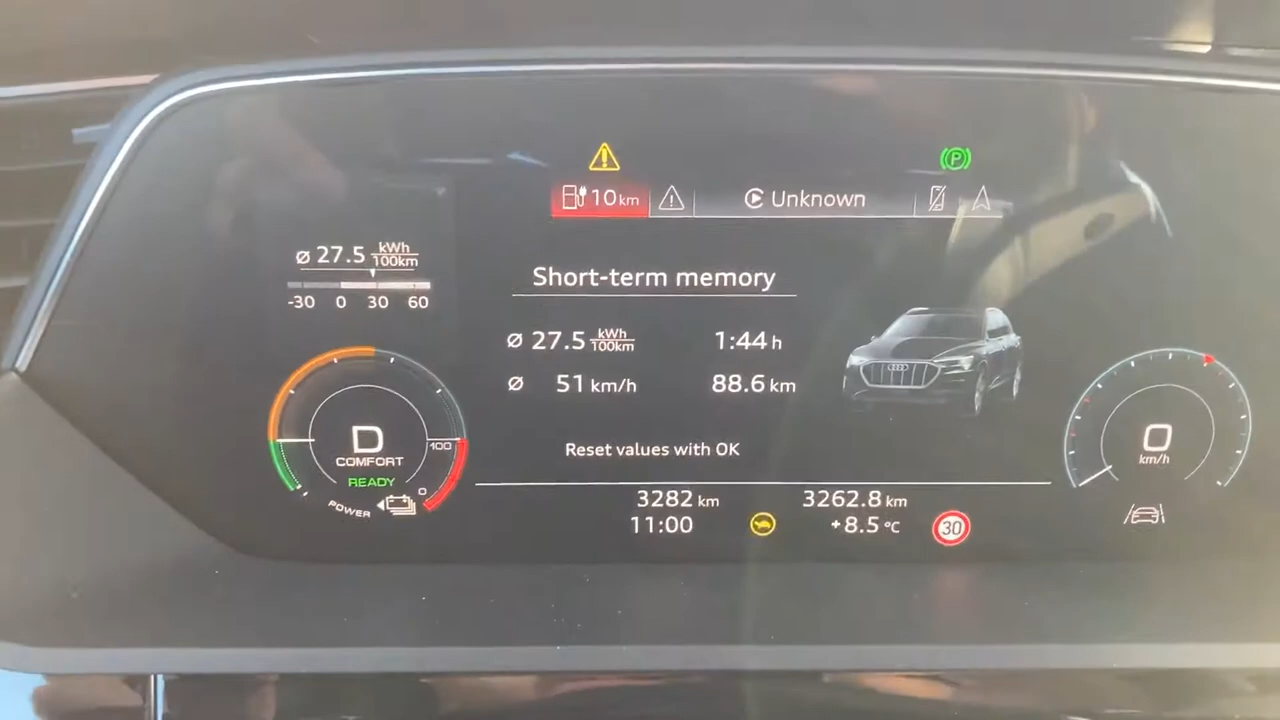 P
10 km
Unknown
Ø 27.5 kWh/100km
-30 0 30 60
Short-term memory
Ø 27.5 kWh/100km 1:44 h
Ø 51 km/h 88.6 km
Reset values with OK
D
COMFORT
READY
100
0
POWER
0
km/h
3282 km 3262.8 km
11:00 +8.5 °C 30